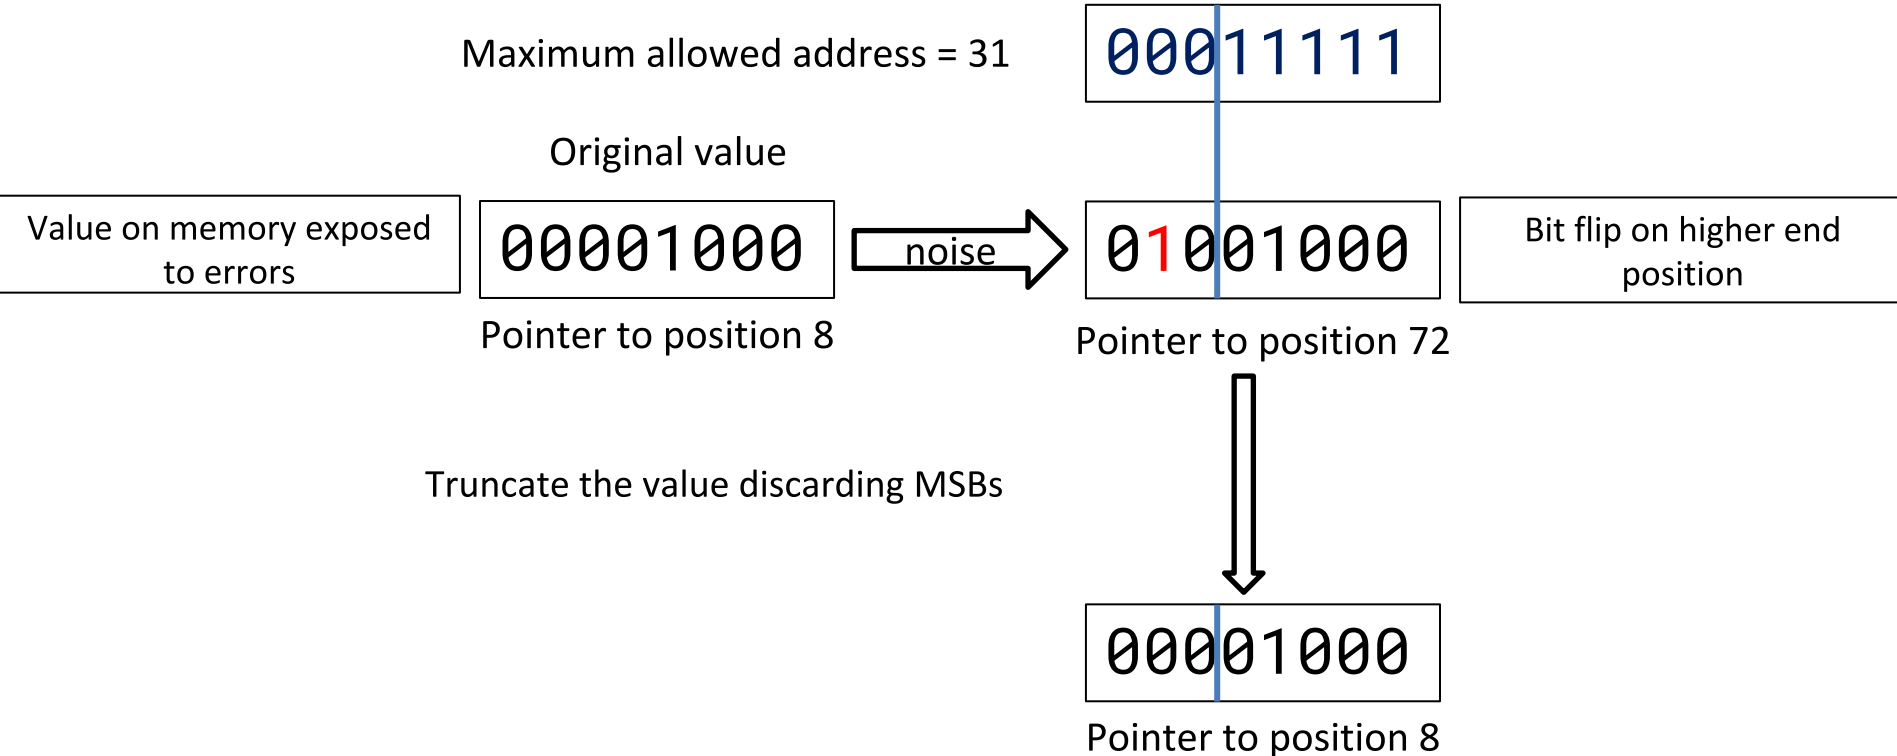 Maximum allowed address = 31
00011111
Original value
Value on memory exposed
to errors
00001000
noise
01001000
Bit flip on higher end
position
Pointer to position 8
Pointer to position 72
Truncate the value discarding MSBs
00001000
Pointer to position 8